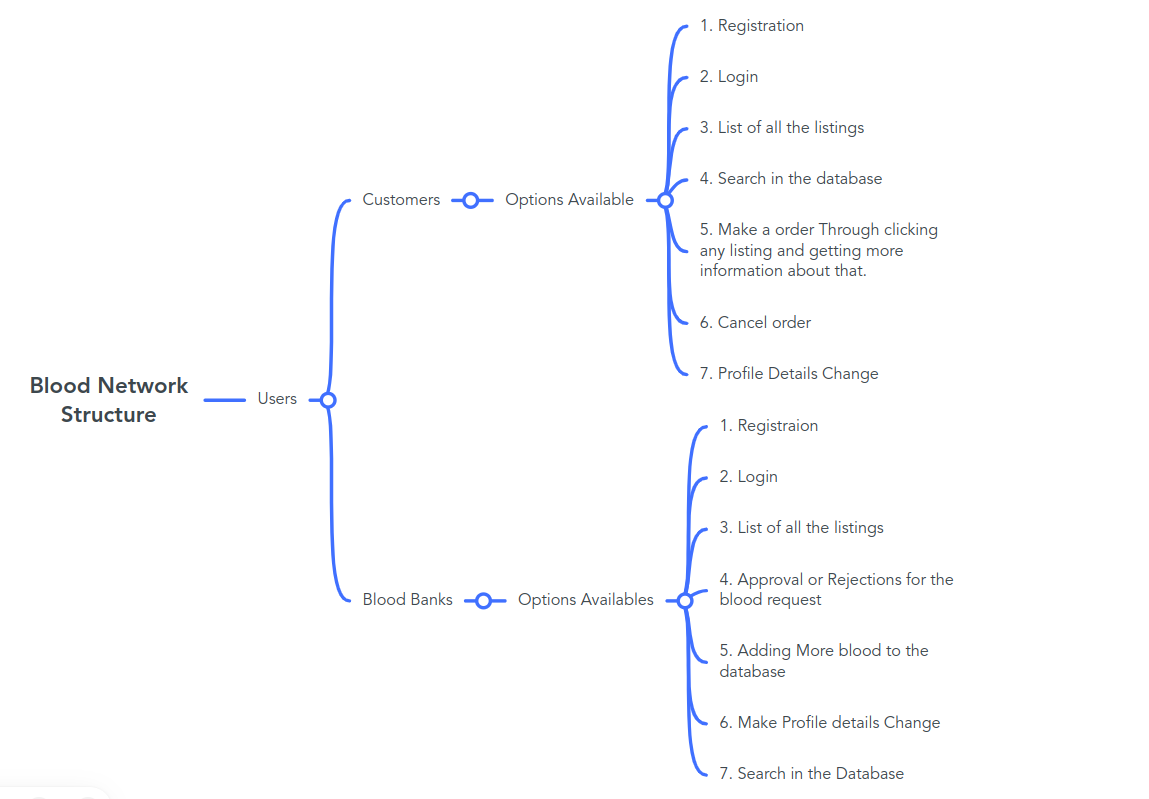 Blood Network
Structure
Users
Customers
Options Available
1. Registration
2. Login
3. List of all the listings
4. Search in the database
5. Make a order Through clicking
any listing and getting more
information about that.
6. Cancel order
7. Profile Details Change
Blood Banks
Options Availables
1. Registraion
2. Login
3. List of all the listings
4. Approval or Rejections for the
blood request
5. Adding More blood to the
database
6. Make Profile details Change
7. Search in the Database